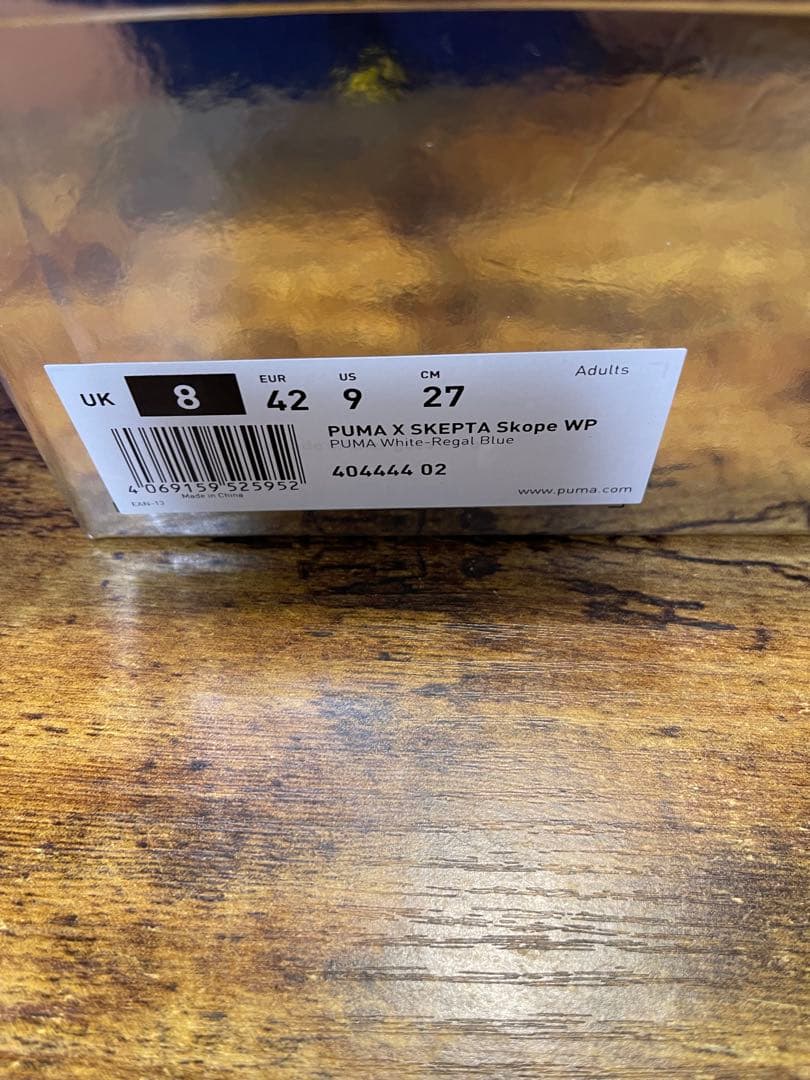 UK 8 EUR 42 US 9 CM 27 Adults
PUMA X SKEPTA Skope WP
PUMA White-Regal Blue
404444 02
4 069159 525952
Made in China
EAN-13
www.puma.com